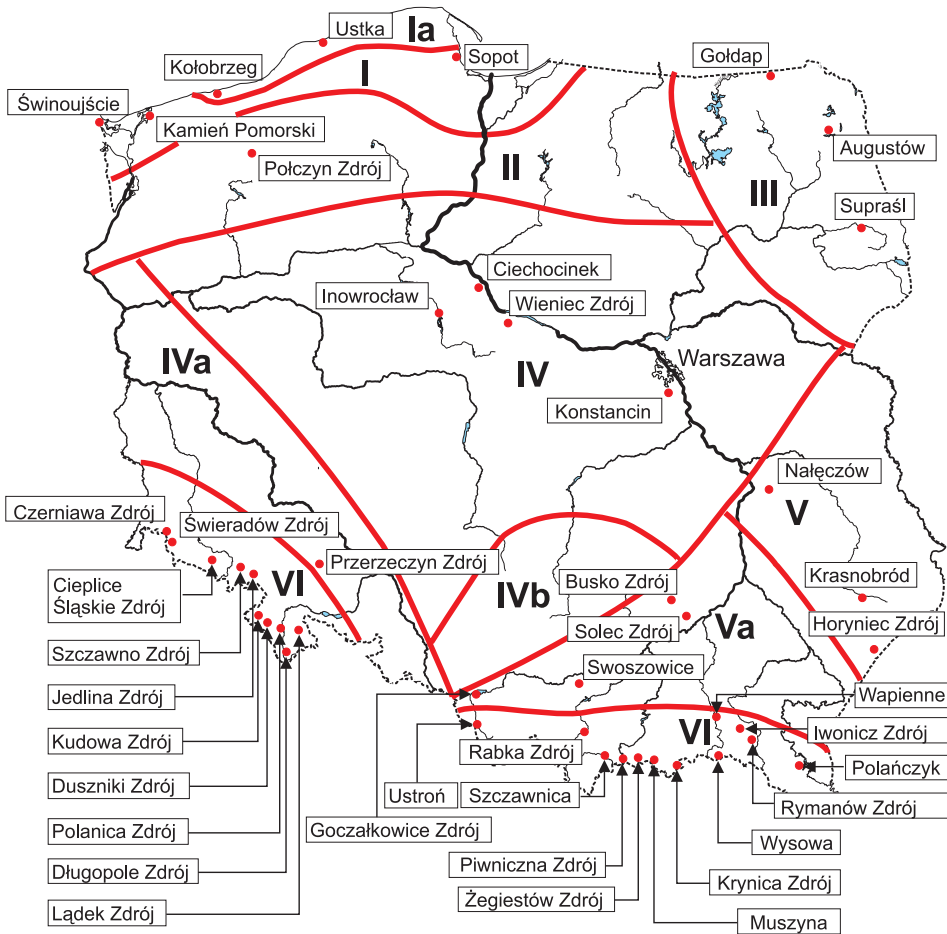 Ustka
Ia
Sopot
Gołdap
Kołobrzeg
I
Świnoujście
Kamień Pomorski
Augustów
Połczyn Zdrój
II
III
Supraśl
Ciechocinek
Inowrocław
Wieniec Zdrój
IVa
IV
Warszawa
Konstancin
Nałęczów
V
Czerniawa Zdrój
Świeradów Zdrój
Przerzeczyn Zdrój
VI
Cieplice
Śląskie Zdrój
IVb
Busko Zdrój
Krasnobród
Solec Zdrój
Va
Horyniec Zdrój
Szczawno Zdrój
Swoszowice
Jedlina Zdrój
Wapienne
VI
Iwonicz Zdrój
Kudowa Zdrój
Rabka Zdrój
Polańczyk
Duszniki Zdrój
Ustroń
Szczawnica
Rymanów Zdrój
Goczałkowice Zdrój
Polanica Zdrój
Wysowa
Piwniczna Zdrój
Długopole Zdrój
Krynica Zdrój
Żegiestów Zdrój
Lądek Zdrój
Muszyna